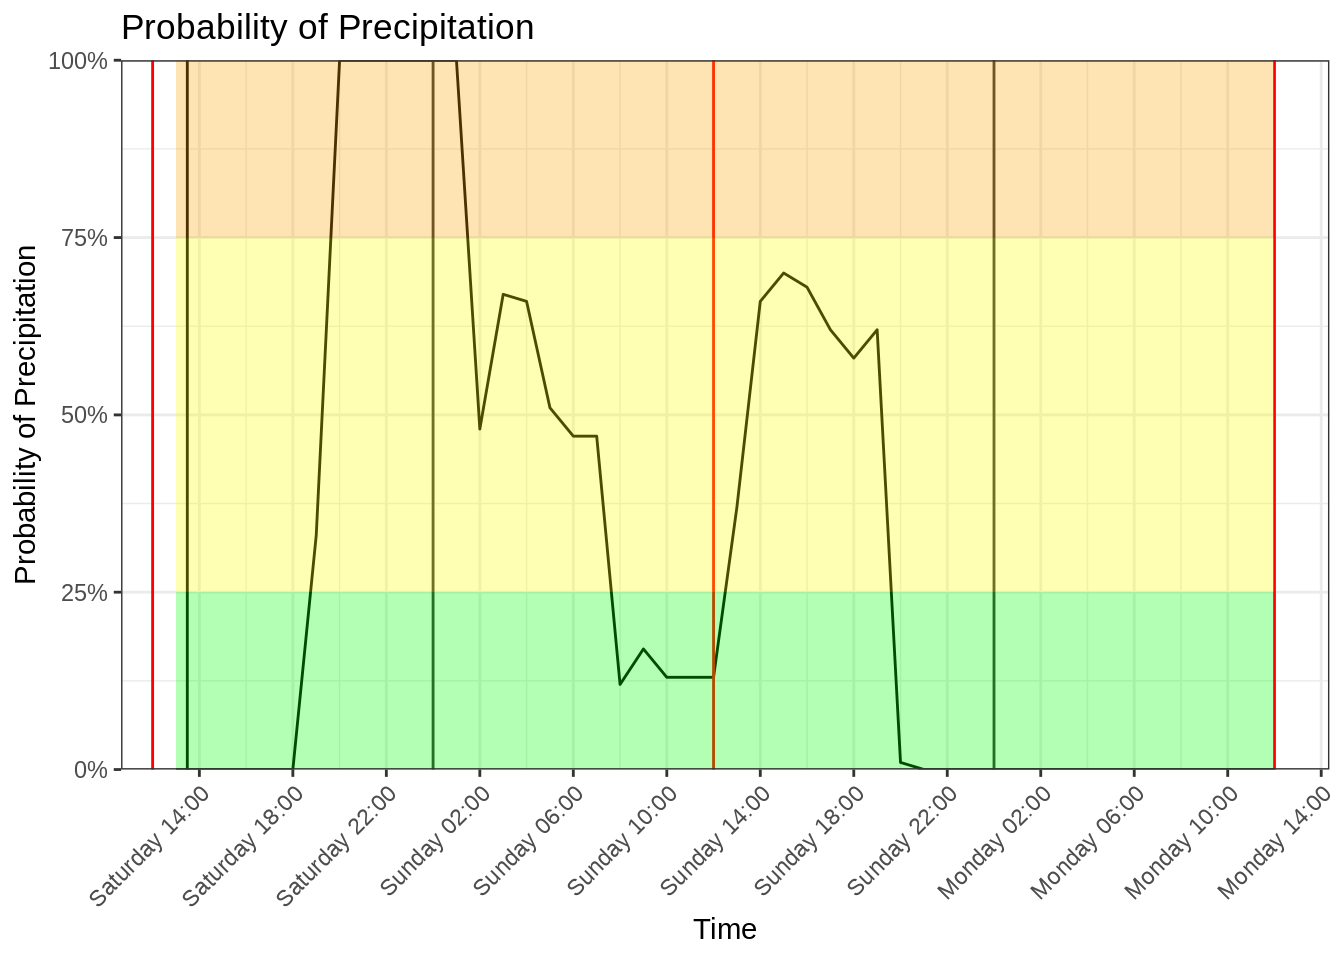 Probability of Precipitation
Probability of Precipitation
100%
75%
50%
25%
0%
Saturday 14:00
Saturday 18:00
Saturday 22:00
Sunday 02:00
Sunday 06:00
Sunday 10:00
Sunday 14:00
Sunday 18:00
Sunday 22:00
Monday 02:00
Monday 06:00
Monday 10:00
Monday 14:00
Time